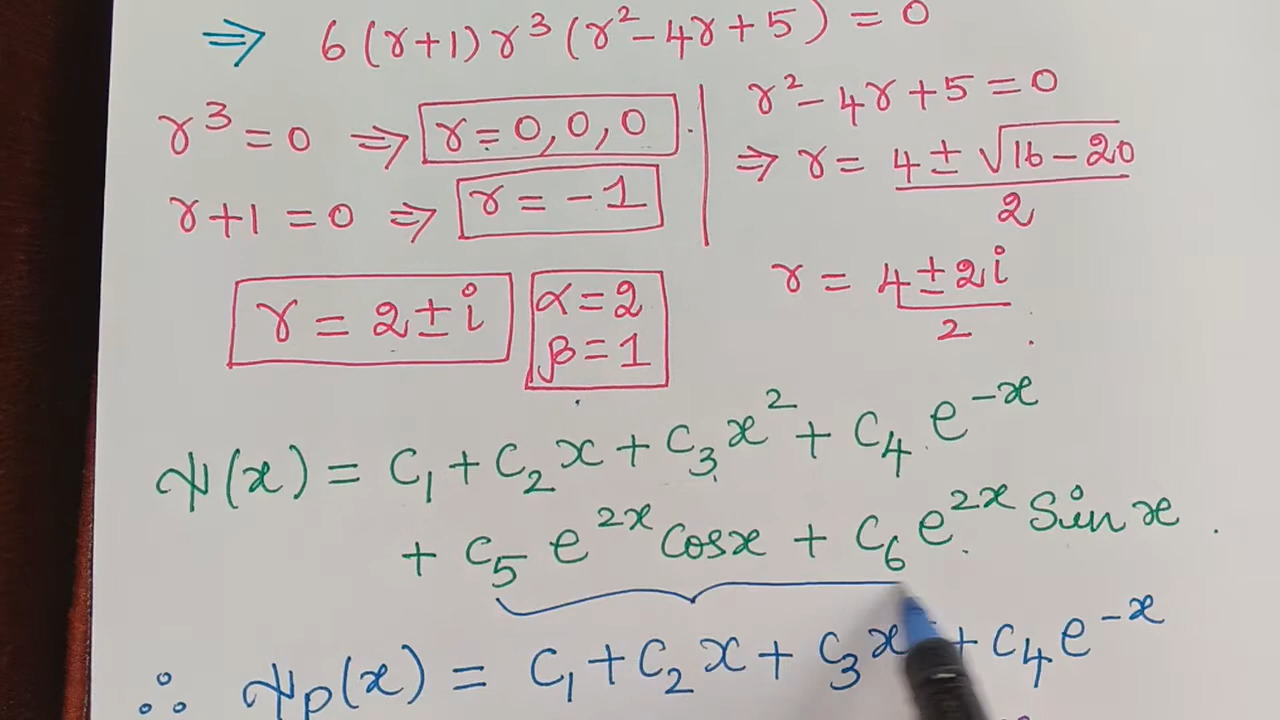 ⇒ 6(r+1)r³(r²-4r+5)=0
r³=0 ⇒ r=0,0,0
r+1=0 ⇒ r=-1
r=2±i
α=2
β=1
r²-4r+5=0
⇒ r= 4±√16-20 / 2
r= 4±2i / 2
ψ(x) = C₁+C₂x+C₃x²+C₄e⁻ˣ
+ C₅e²ˣ cosx + C₆e²ˣ Sinx
∴ ψₚ(x) = C₁+C₂x+C₃x +C₄e⁻ˣ